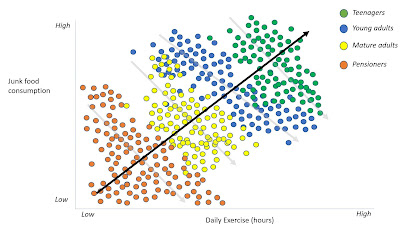 High
Junk food
consumption
Low
Low
Daily Exercise (hours)
High
Teenagers
Young adults
Mature adults
Pensioners